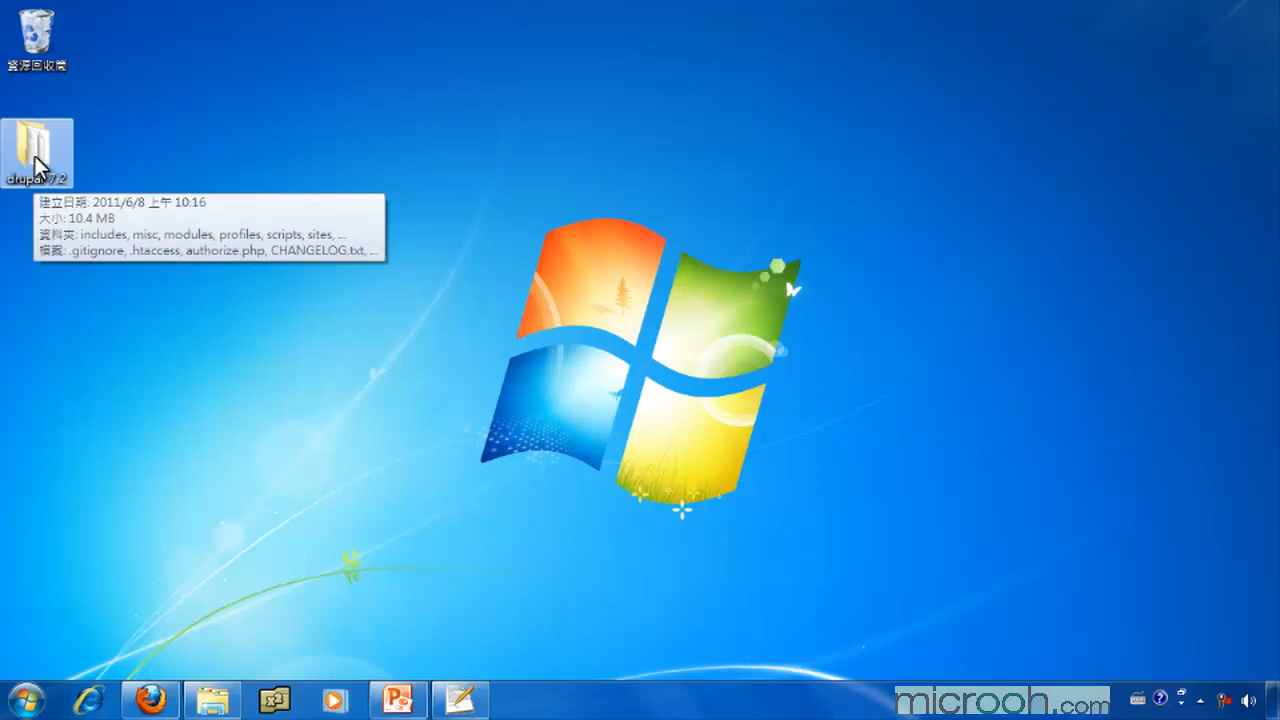 資源回收筒
drupal-7.2
建立日期: 2011/6/8 上午 10:16
大小: 10.4 MB
資料夾: includes, misc, modules, profiles, scripts, sites, ...
檔案: .gitignore, .htaccess, authorize.php, CHANGELOG.txt, ...
microoh.com